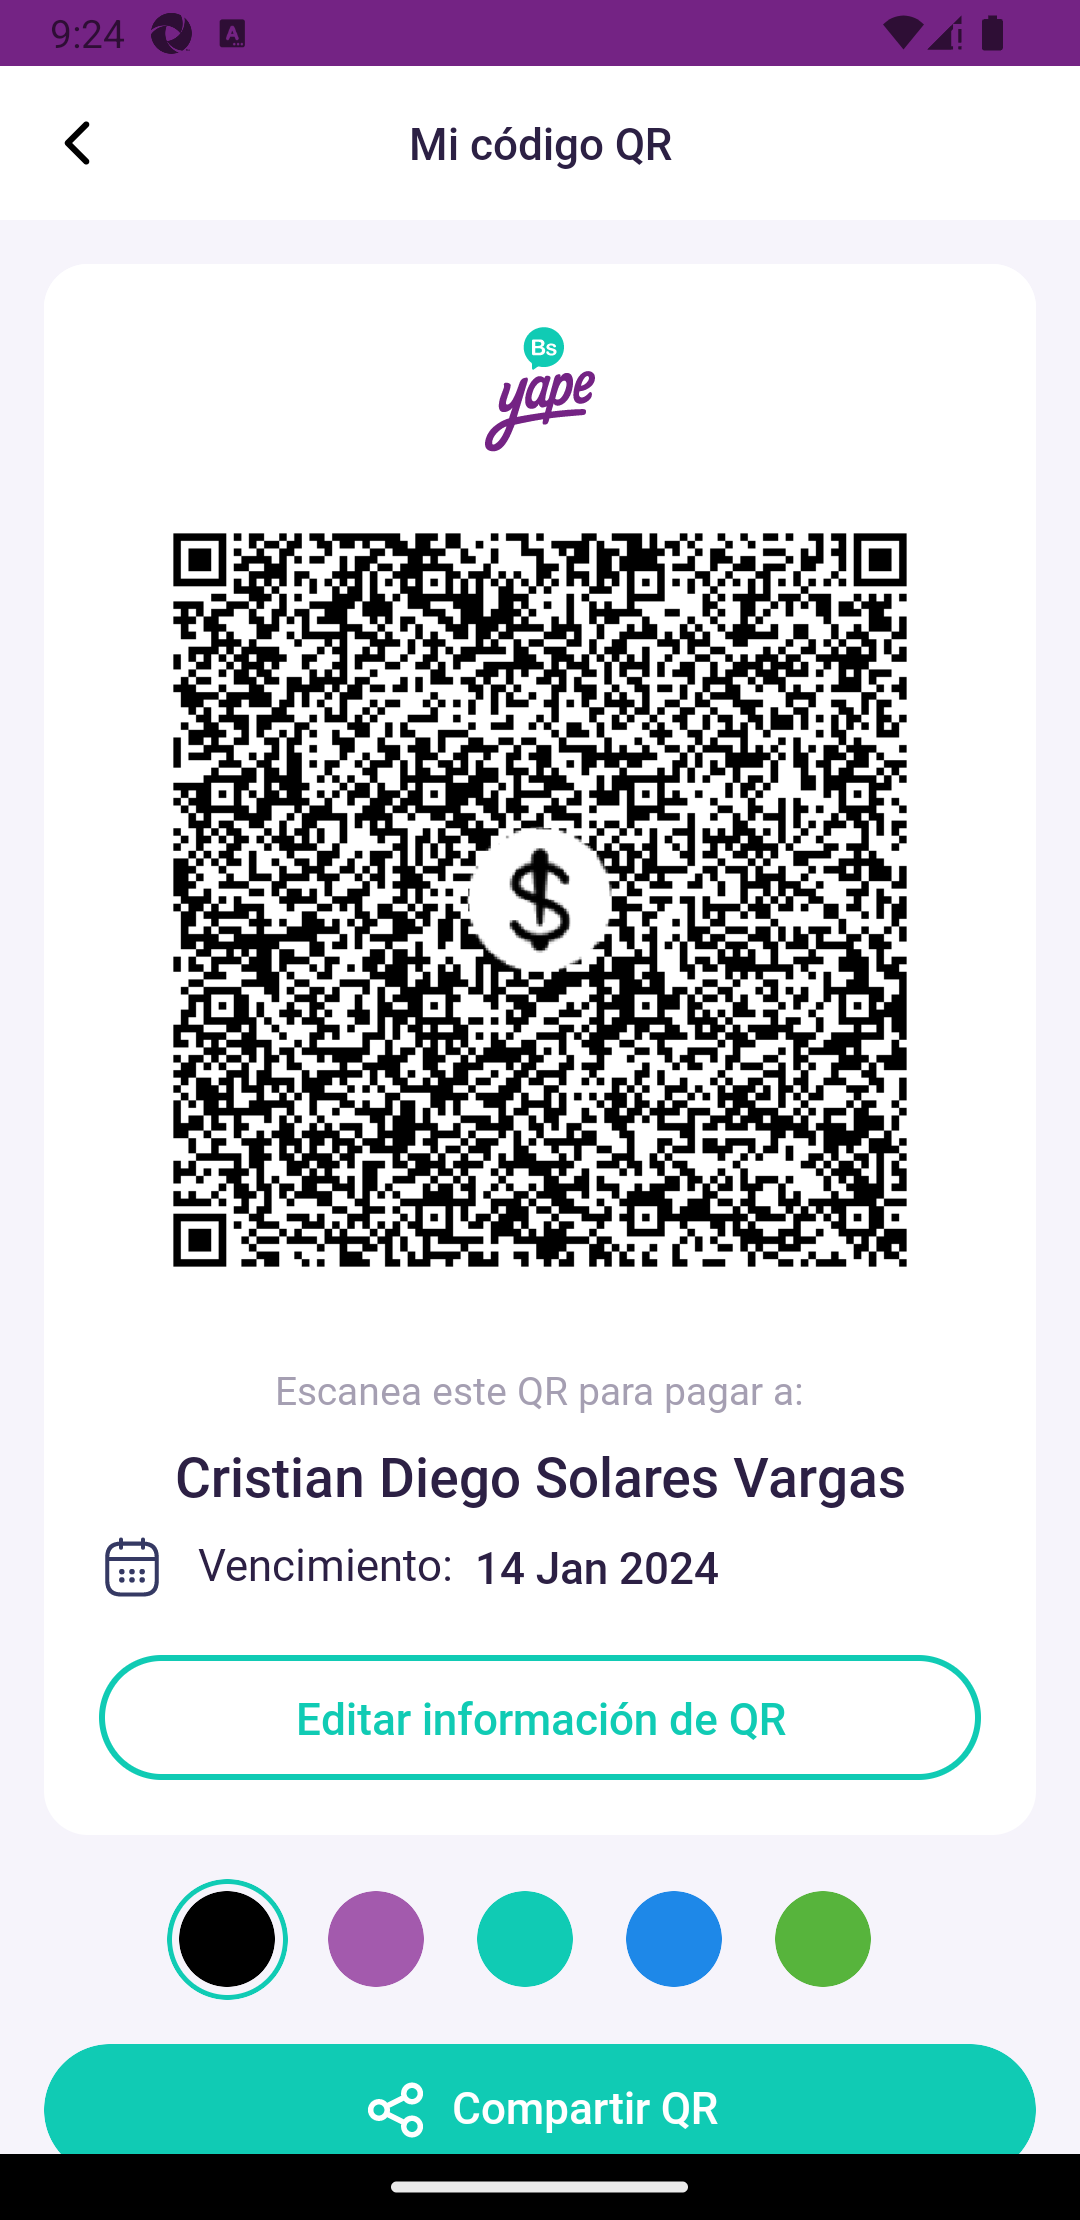 9:24
Mi código QR
Bs
yape
$
Escanea este QR para pagar a:
Cristian Diego Solares Vargas
Vencimiento: 14 Jan 2024
Editar información de QR
Compartir QR